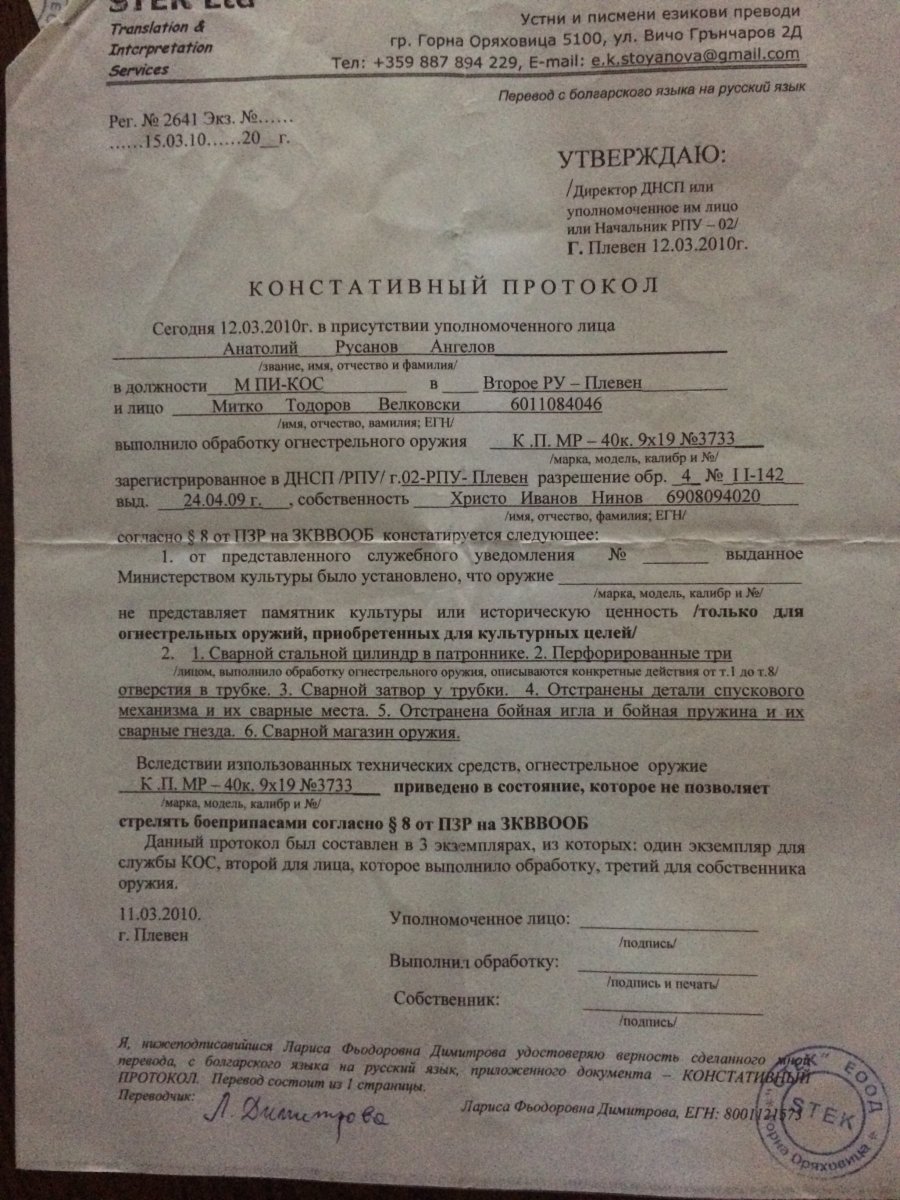 STEK Ltd
Translation &
Interpretation
Services
Устни и писмени езикови преводи
гр. Горна Оряховица 5100, ул. Вичо Грънчаров 2Д
Тел: +359 887 894 229, E-mail: e.k.stoyanova@gmail.com
Перевод с болгарского языка на русский язык
Рег. № 2641 Экз. №......
......15.03.10......20__г.
УТВЕРЖДАЮ:
/Директор ДНСП или
уполномоченное им лицо
или Начальник РПУ – 02/
Г. Плевен 12.03.2010г.
КОНСТАТИВНЫЙ ПРОТОКОЛ
Сегодня 12.03.2010г. в присутствии уполномоченного лица
Анатолий Русанов Ангелов
/звание, имя, отчество и фамилия/
в должности М ПИ-КОС в Второе РУ – Плевен
и лицо Митко Тодоров Велковски 6011084046
/имя, отчество, вамилия; ЕГН/
выполнило обработку огнестрельного оружия К .П. МР – 40к. 9х19 №3733
/марка, модель, калибр и №/
зарегистрированное в ДНСП /РПУ/ г.02-РПУ- Плевен разрешение обр. 4 № I I-142
выд. 24.04.09 г. , собственность Христо Иванов Нинов 6908094020
/имя, отчество, фамилия; ЕГН/
согласно § 8 от ПЗР на ЗКВВООБ констатируется следующее:
1. от представленного служебного уведомления № ______ выданное
Министерством культуры было установлено, что оружие ______
/марка, модель, калибр и №/
не представляет памятник культуры или историческую ценность /только для
огнестрельных оружий, приобретенных для культурных целей/
2. 1. Сварной стальной цилиндр в патроннике. 2. Перфорированные три
/лицом, выполнило обработку огнестрельного оружия, описываются конкретные действия от т.1 до т.8/
отверстия в трубке. 3. Сварной затвор у трубки. 4. Отстранены детали спускового
механизма и их сварные места. 5. Отстранена бойная игла и бойная пружина и их
сварные гнезда. 6. Сварной магазин оружия.
Вследствии изпользованных технических средств, огнестрельное оружие
К .П. МР – 40к. 9х19 №3733 приведено в состояние, которое не позволяет
/марка, модель, калибр и №/
стрелять боеприпасами согласно § 8 от ПЗР на ЗКВВООБ
Данный протокол был составлен в 3 экземплярах, из которых: один экземпляр для
службы КОС, второй для лица, которое выполнило обработку, третий для собственника
оружия.
11.03.2010.
г. Плевен
Уполномоченное лицо:
/подпись/
Выполнил обработку:
/подпись и печать/
Собственник:
/подпись/
Я, нижеподписавийшися Лариса Фьодоровна Димитрова удостоверяю верность сделанного мной
перевода, с болгарского языка на русский язык, приложенного документа – КОНСТАТИВНЫЙ
ПРОТОКОЛ. Перевод состоит из 1 страницы.
Переводчик:
Л. Димитрова
Лариса Фьодоровна Димитрова, ЕГН: 8001121573
ЕООД
STEK
Горна Оряховица